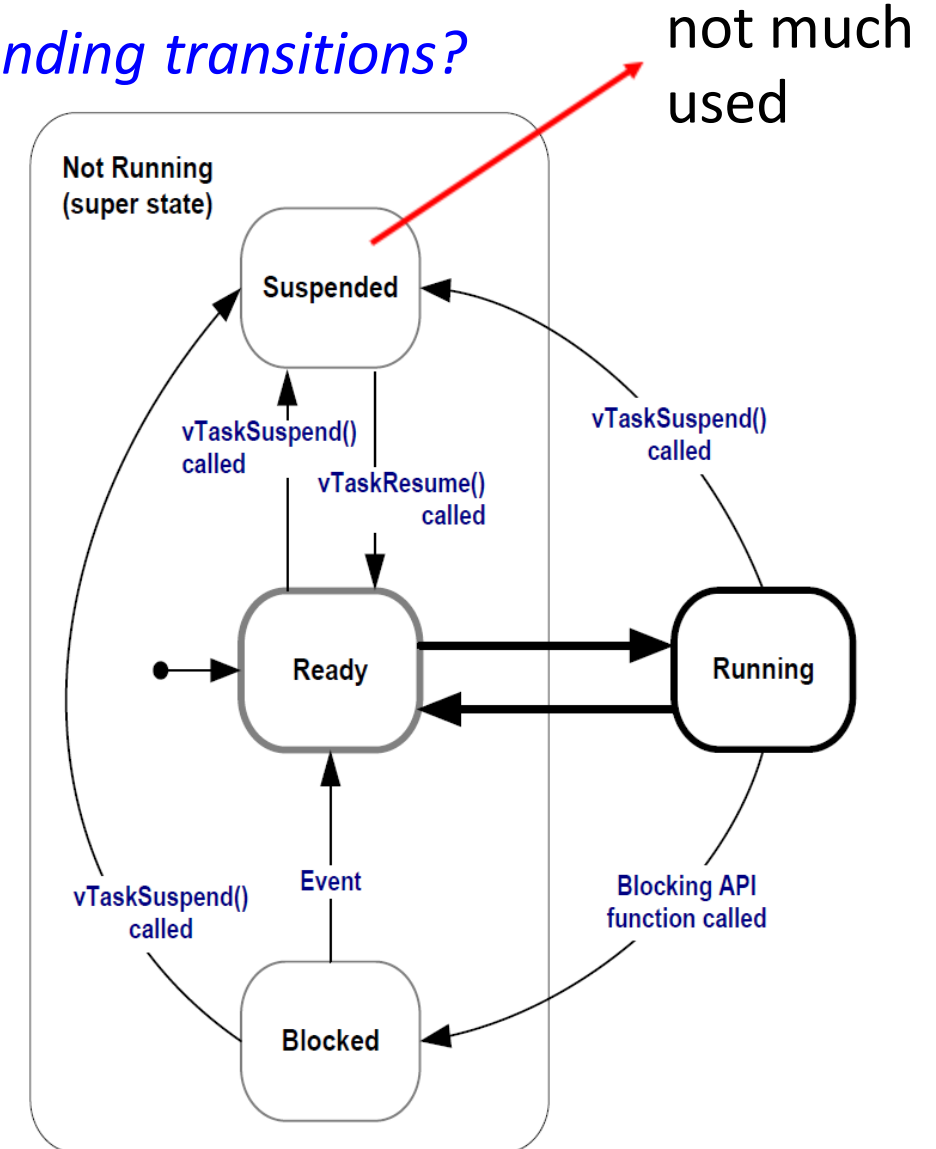 nding transitions?
not much
used
Not Running
(super state)
Suspended
vTaskSuspend()
called
vTaskResume()
called
vTaskSuspend()
called
Ready
Running
vTaskSuspend()
called
Event
Blocking API
function called
Blocked